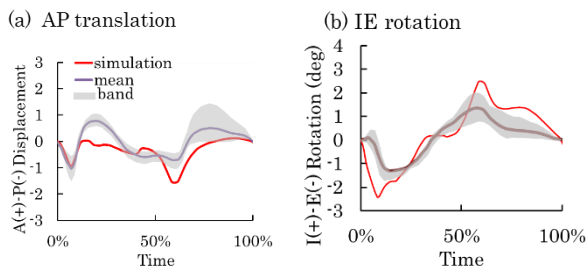 (a) AP translation
simulation
mean
band
A(+)-P(-) Displacement
3
2
1
0
-1
-2
-3
0%
50%
100%
Time
(b) IE rotation
I(+)-E(-) Rotation (deg)
4
3
2
1
0
-1
-2
-3
0%
50%
100%
Time